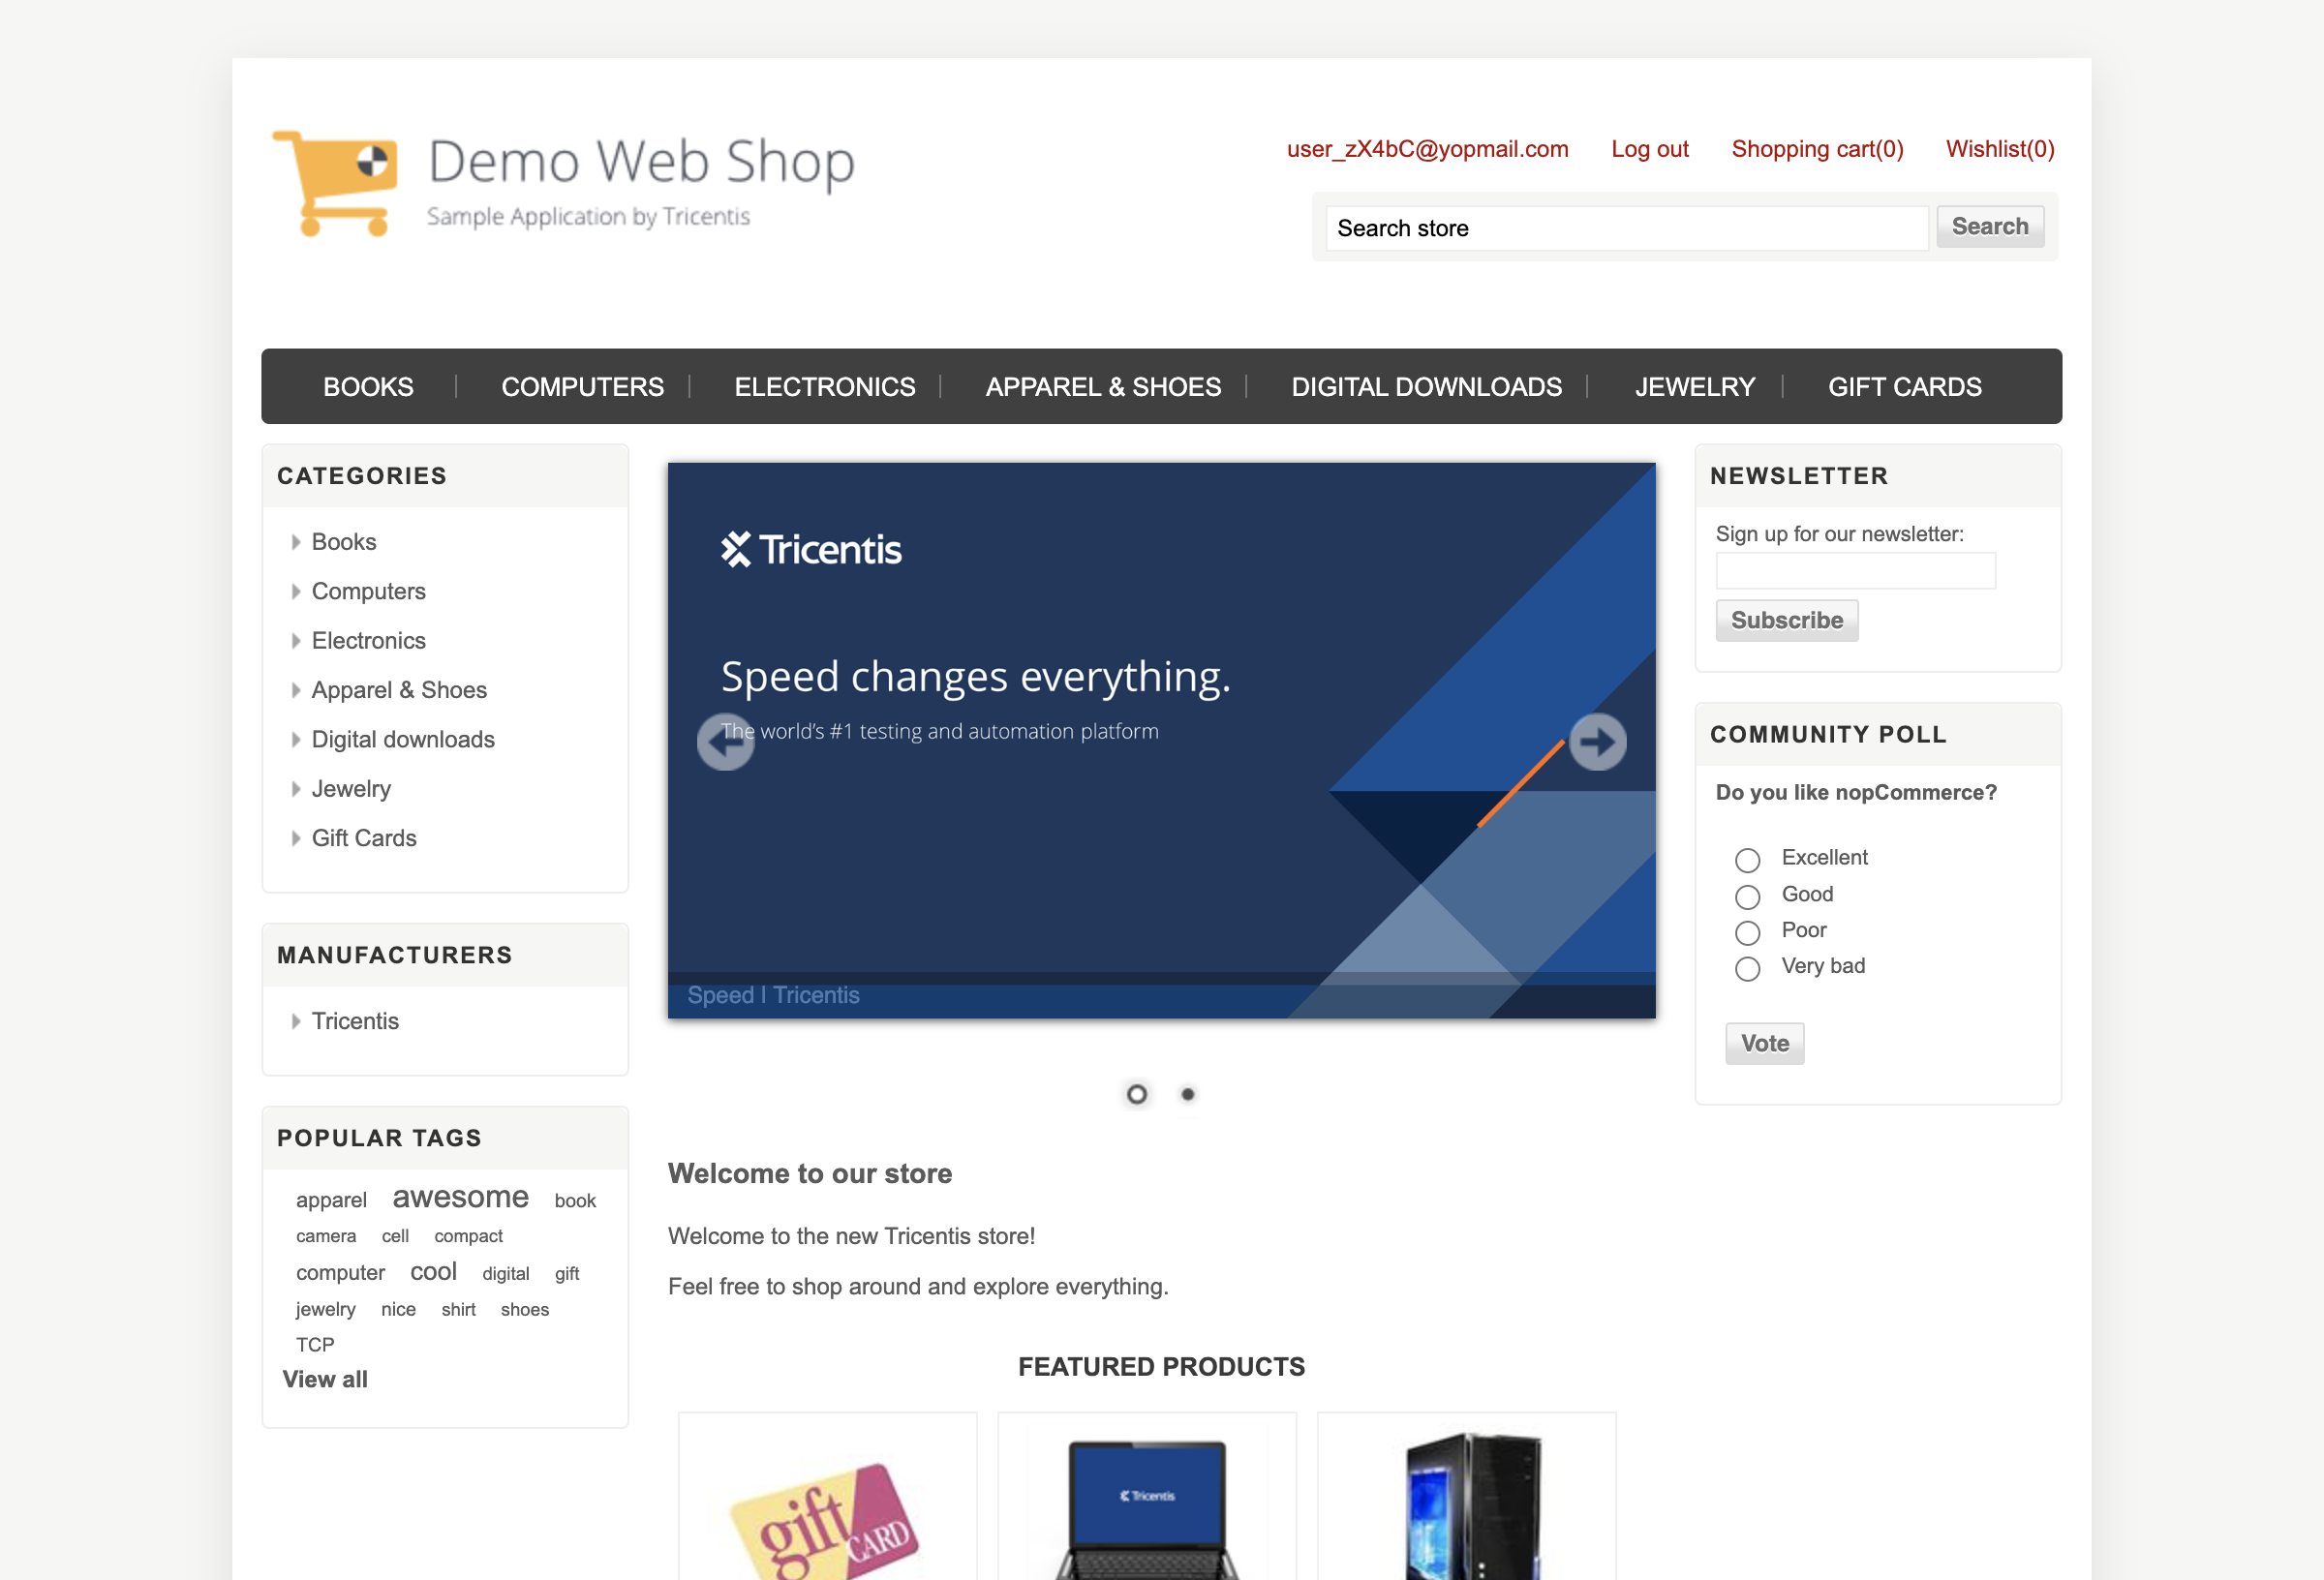 Demo Web Shop
Sample Application by Tricentis
user_zX4bC@yopmail.com Log out Shopping cart(0) Wishlist(0)
Search store Search
BOOKS COMPUTERS ELECTRONICS APPAREL & SHOES DIGITAL DOWNLOADS JEWELRY GIFT CARDS
CATEGORIES
Books
Computers
Electronics
Apparel & Shoes
Digital downloads
Jewelry
Gift Cards
MANUFACTURERS
Tricentis
POPULAR TAGS
apparel awesome book
camera cell compact
computer cool digital gift
jewelry nice shirt shoes
TCP
View all
Tricentis
Speed changes everything.
The world's #1 testing and automation platform
Speed I Tricentis
Welcome to our store
Welcome to the new Tricentis store!
Feel free to shop around and explore everything.
FEATURED PRODUCTS
gift CARD
Tricentis
NEWSLETTER
Sign up for our newsletter:
Subscribe
COMMUNITY POLL
Do you like nopCommerce?
Excellent
Good
Poor
Very bad
Vote